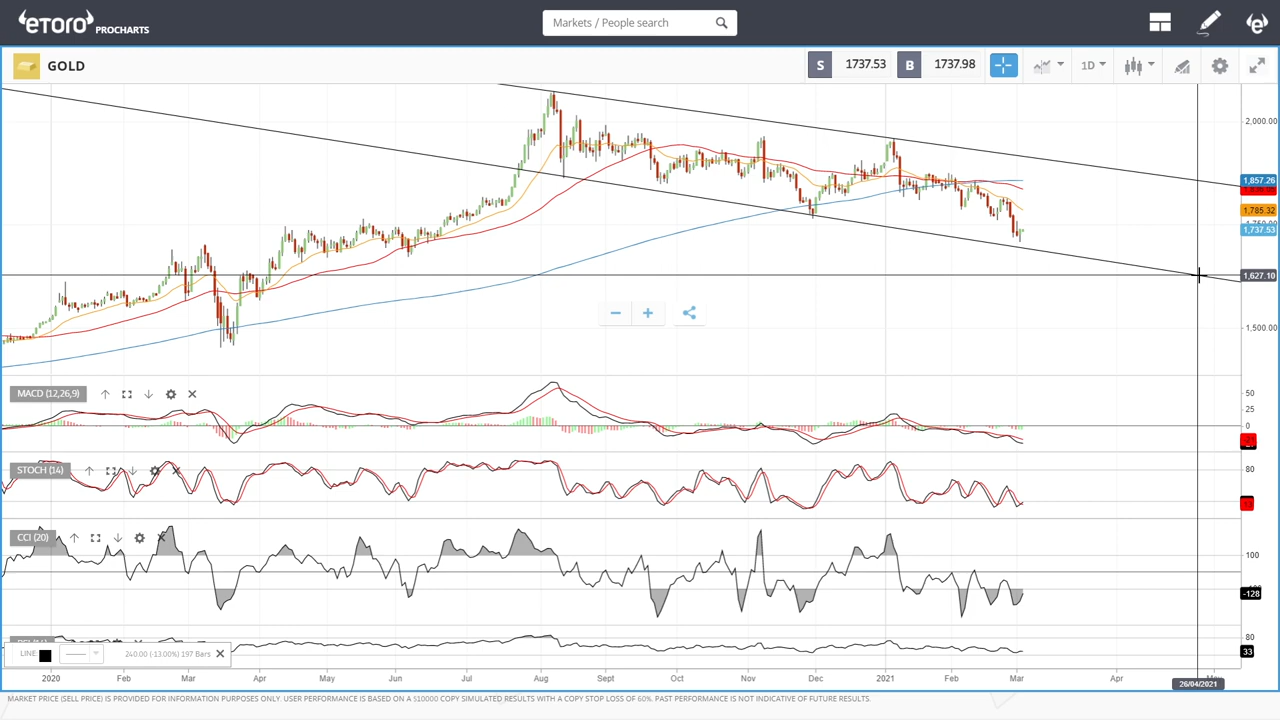 eTORO PROCHARTS
Markets / People search
GOLD
S 1737.53 B 1737.98 1D
2,000.00
1,857.26
1,785.32
1,737.53
1,627.10
1,500.00
MACD (12,26,9)
50
25
0
STOCH (14)
80
CCI (20)
100
-128
80
33
LINE: 240.00 (-13.00%) 197 Bars
2020 Feb Mar Apr May Jun Jul Aug Sept Oct Nov Dec 2021 Feb Mar Apr
26/04/2021
MARKET PRICE (SELL PRICE) IS PROVIDED FOR INFORMATION PURPOSES ONLY. USER PERFORMANCE IS BASED ON A $10000 COPY SIMULATED RESULTS WITH A COPY STOP LOSS OF 60%. PAST PERFORMANCE IS NOT INDICATIVE OF FUTURE RESULTS.